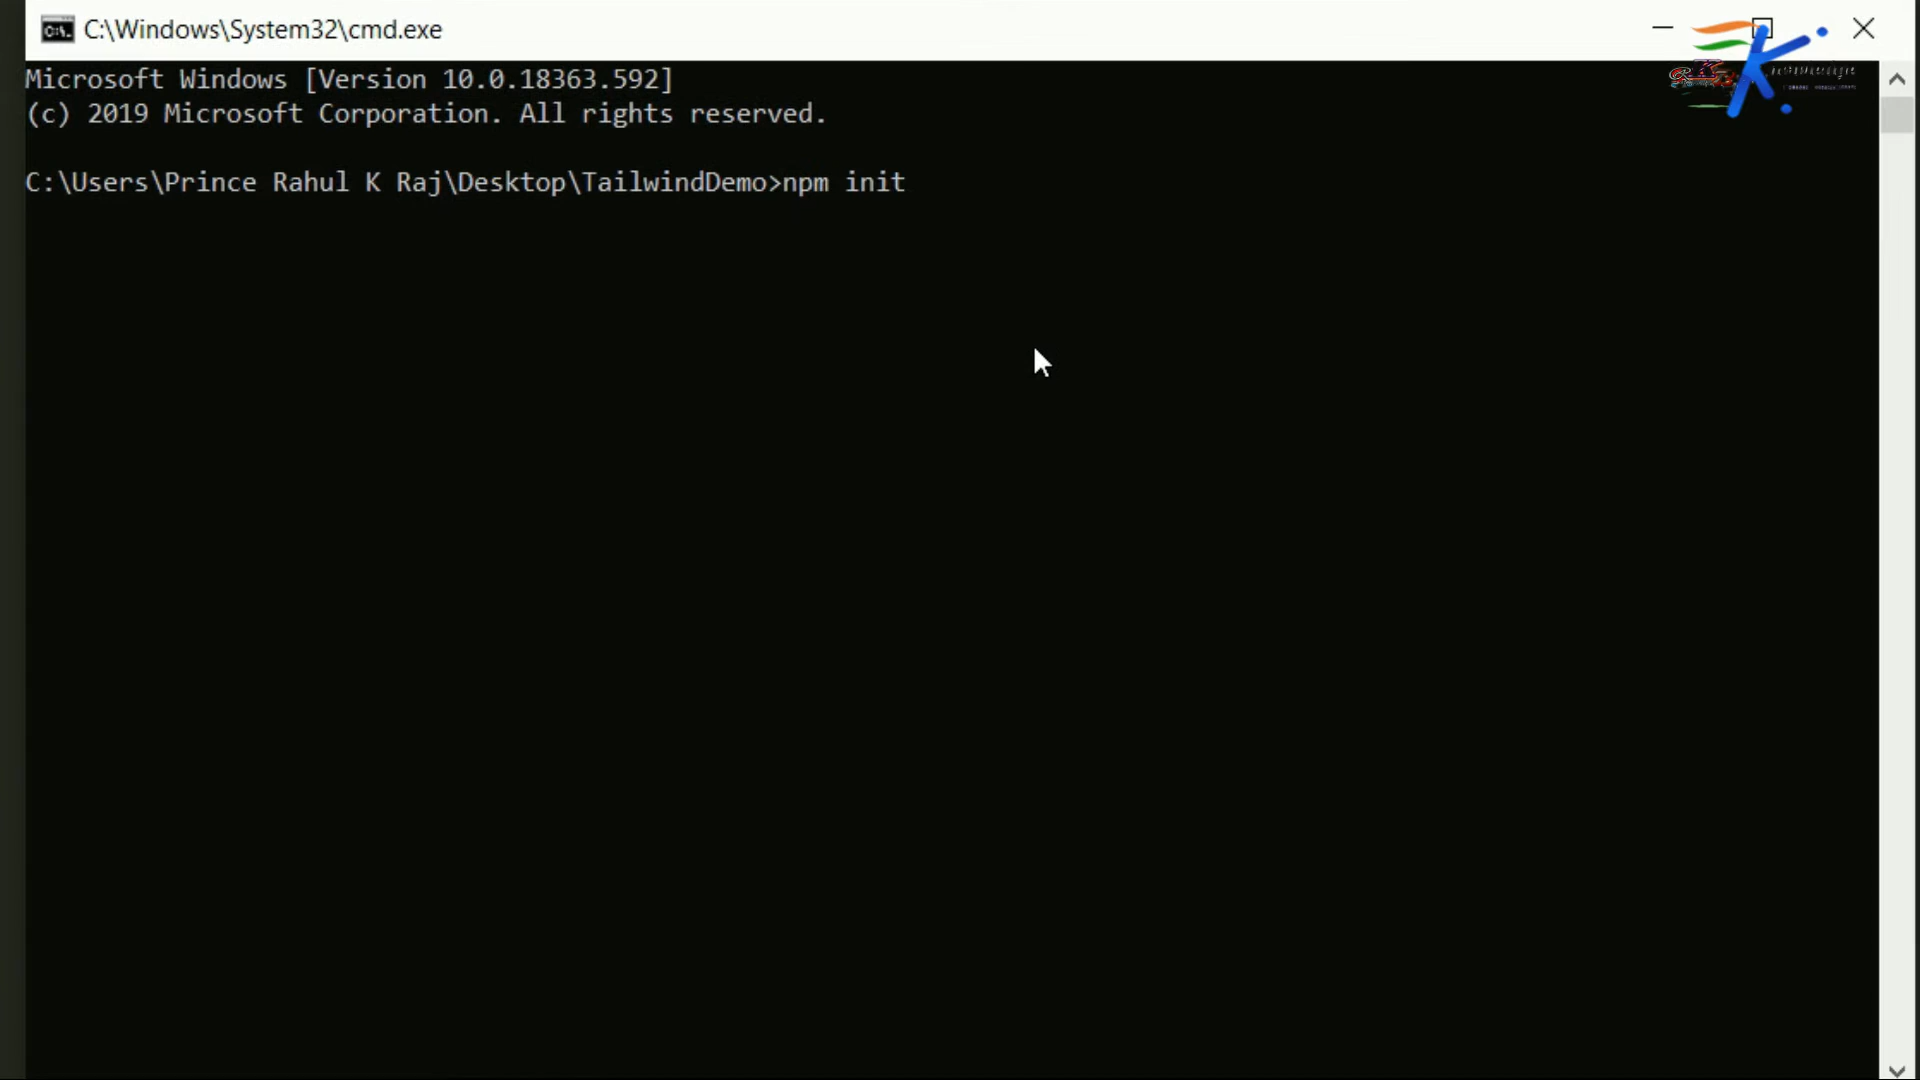 C:\Windows\System32\cmd.exe
Microsoft Windows [Version 10.0.18363.592]
(c) 2019 Microsoft Corporation. All rights reserved.
C:\Users\Prince Rahul K Raj\Desktop\TailwindDemo>npm init